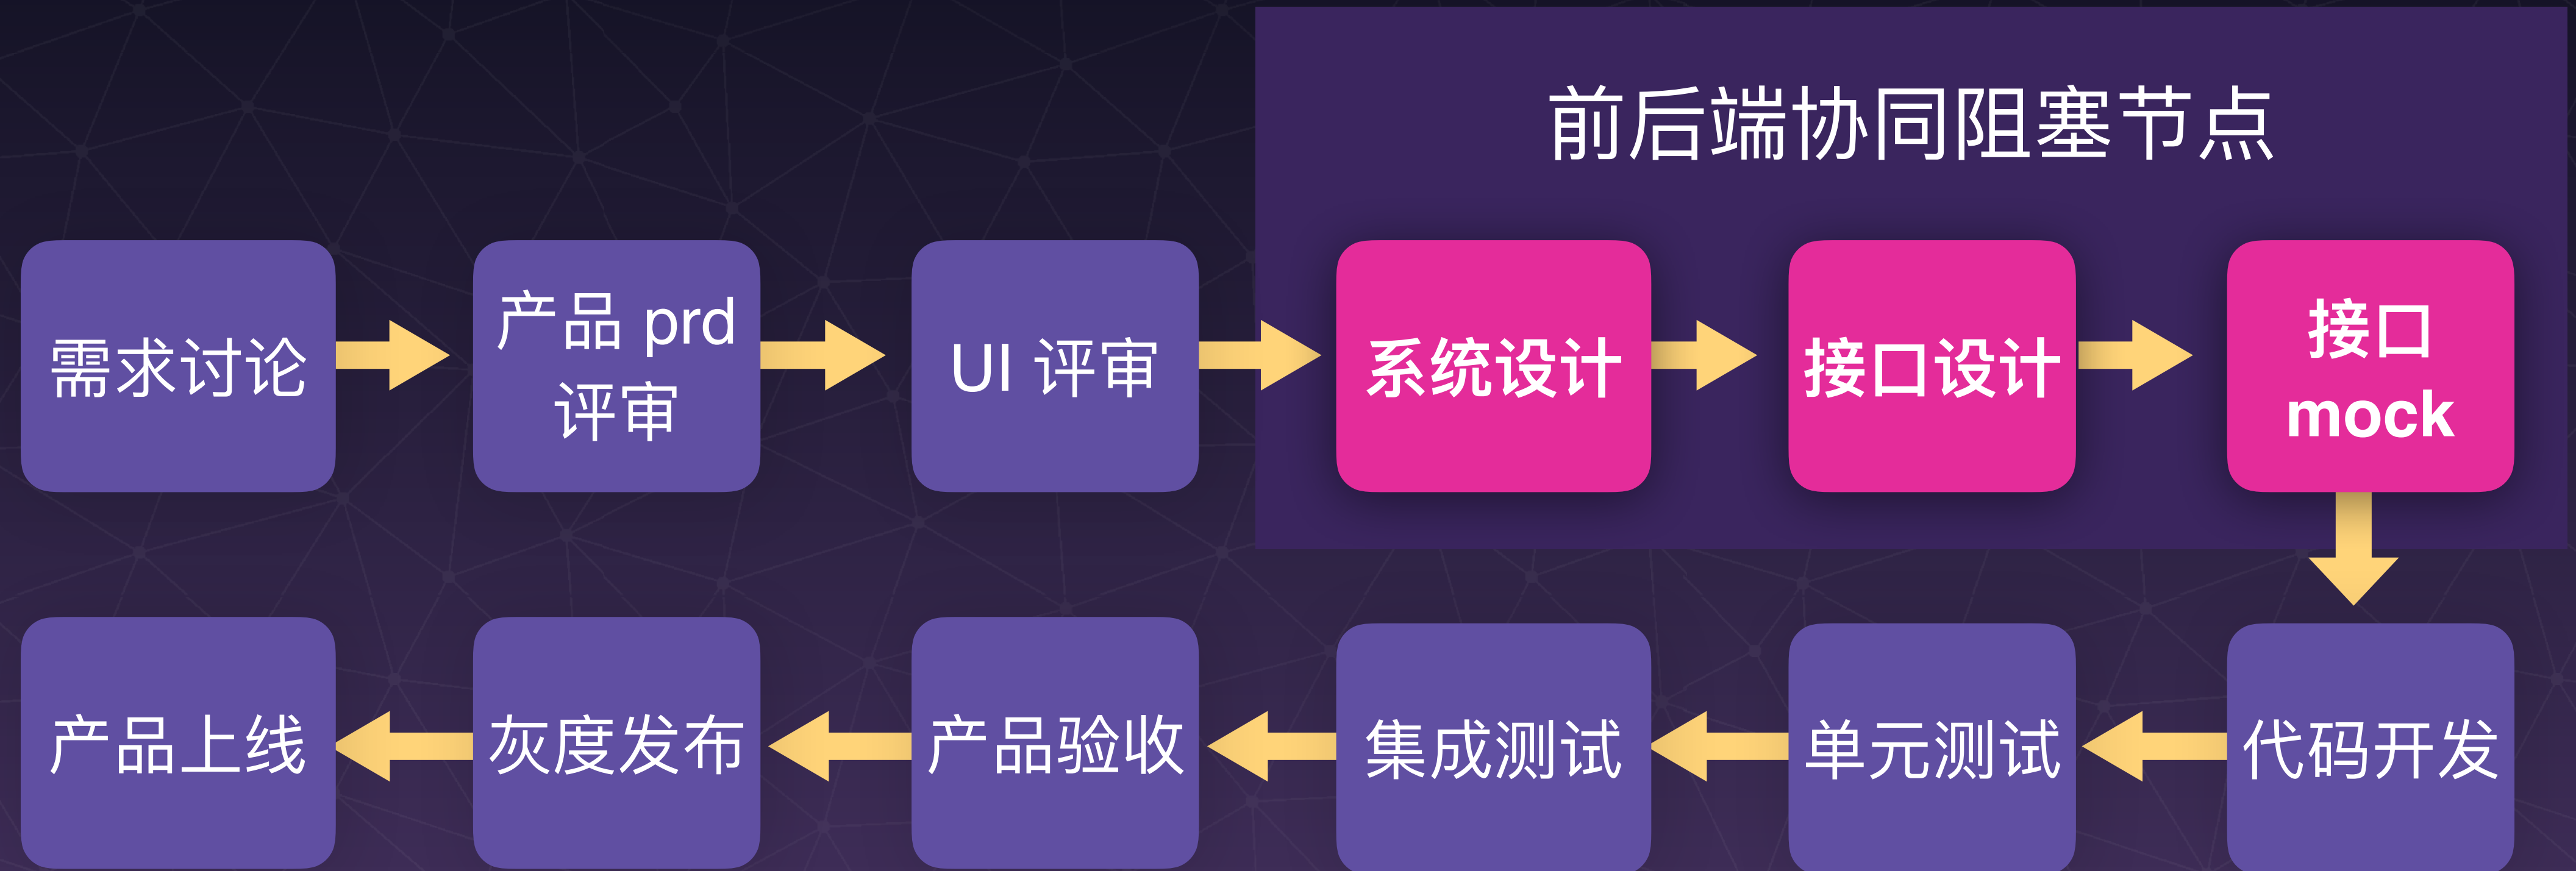 前后端协同阻塞节点
需求讨论
产品 prd
评审
UI 评审
系统设计
接口设计
接口
mock
代码开发
单元测试
集成测试
产品验收
灰度发布
产品上线